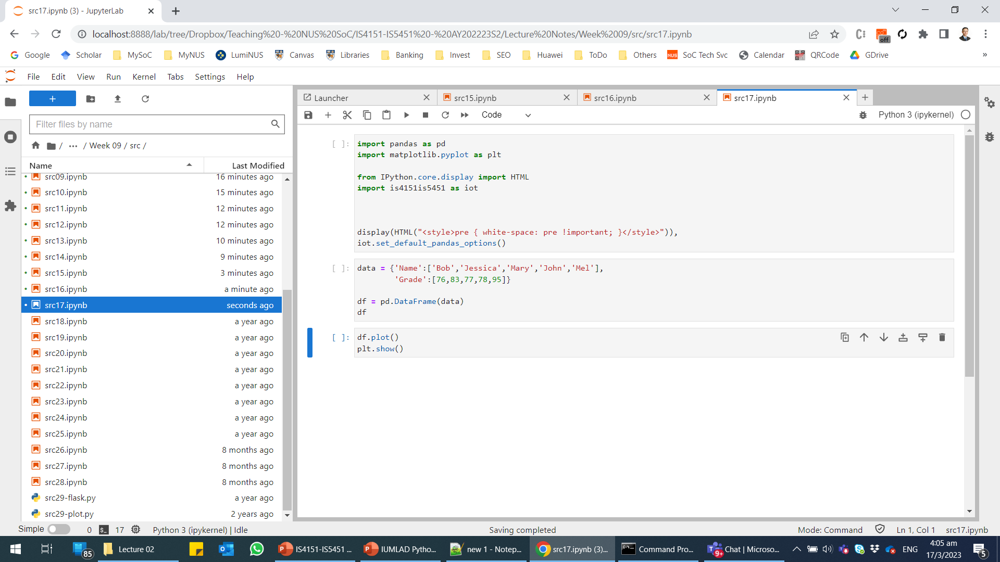 src17.ipynb (3) - JupyterLab
localhost:8888/lab/tree/Dropbox/Teaching%20-%20NUS%20SoC/IS4151-IS5451%20-%20AY202223S2/Lecture%20Notes/Week%2009/src/src17.ipynb
off
Google Scholar MySoC MyNUS LumiNUS Canvas Libraries Banking Invest SEO Huawei ToDo Others NUS SoC Tech Svc Calendar QRCode GDrive »
File Edit View Run Kernel Tabs Settings Help
Filter files by name
/ ··· / Week 09 / src /
Name Last Modified
src09.ipynb 16 minutes ago
src10.ipynb 15 minutes ago
src11.ipynb 12 minutes ago
src12.ipynb 12 minutes ago
src13.ipynb 10 minutes ago
src14.ipynb 9 minutes ago
src15.ipynb 3 minutes ago
src16.ipynb a minute ago
src17.ipynb seconds ago
src18.ipynb a year ago
src19.ipynb a year ago
src20.ipynb a year ago
src21.ipynb a year ago
src22.ipynb a year ago
src23.ipynb a year ago
src24.ipynb a year ago
src25.ipynb a year ago
src26.ipynb 8 months ago
src27.ipynb 8 months ago
src28.ipynb 8 months ago
src29-flask.py a year ago
src29-plot.py 2 years ago
Launcher src15.ipynb src16.ipynb src17.ipynb
Code Python 3 (ipykernel)
[ ]: import pandas as pd
import matplotlib.pyplot as plt
from IPython.core.display import HTML
import is4151is5451 as iot
display(HTML("<style>pre { white-space: pre !important; }</style>")),
iot.set_default_pandas_options()
[ ]: data = {'Name':['Bob','Jessica','Mary','John','Mel'],
'Grade':[76,83,77,78,95]}
df = pd.DataFrame(data)
df
[ ]: df.plot()
plt.show()
Simple 0 $_ 17 Python 3 (ipykernel) | Idle Saving completed Mode: Command Ln 1, Col 1 src17.ipynb
85 Lecture 02 IS4151-IS5451 ... IUMLAD Pytho... new 1 - Notep... src17.ipynb (3)... Command Pro... 9+ Chat | Microso... ENG 4:05 am
17/3/2023 5